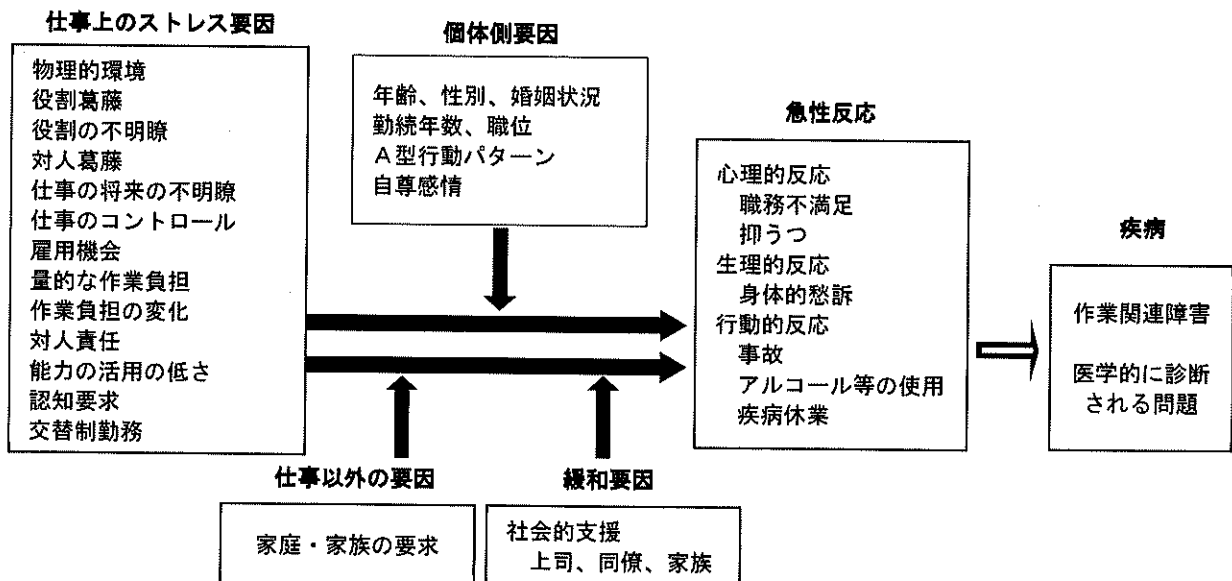 仕事上のストレス要因
物理的環境
役割葛藤
役割の不明瞭
対人葛藤
仕事の将来の不明瞭
仕事のコントロール
雇用機会
量的な作業負担
作業負担の変化
対人責任
能力の活用の低さ
認知要求
交替制勤務
個体側要因
年齢、性別、婚姻状況
勤続年数、職位
A型行動パターン
自尊感情
仕事以外の要因
家庭・家族の要求
緩和要因
社会的支援
上司、同僚、家族
急性反応
心理的反応
職務不満足
抑うつ
生理的反応
身体的愁訴
行動的反応
事故
アルコール等の使用
疾病休業
疾病
作業関連障害
医学的に診断
される問題